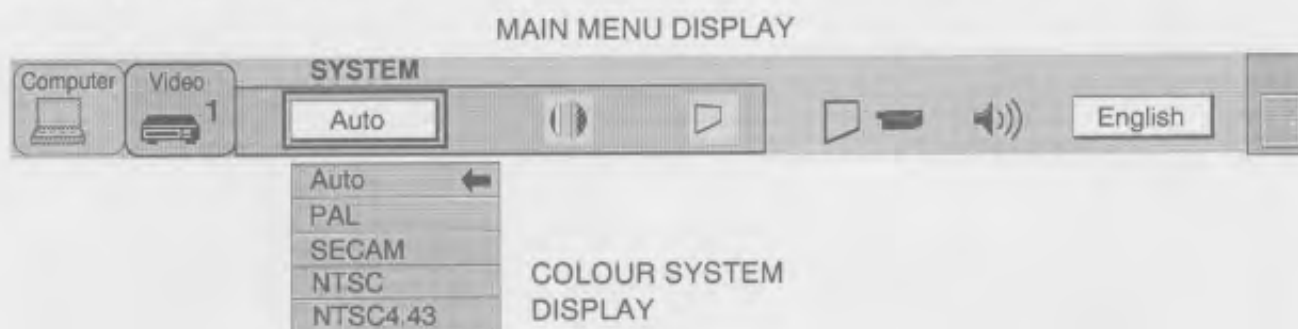 MAIN MENU DISPLAY
SYSTEM
Computer Video
1
Auto English
Auto
PAL
SECAM
NTSC
NTSC4.43
COLOUR SYSTEM
DISPLAY